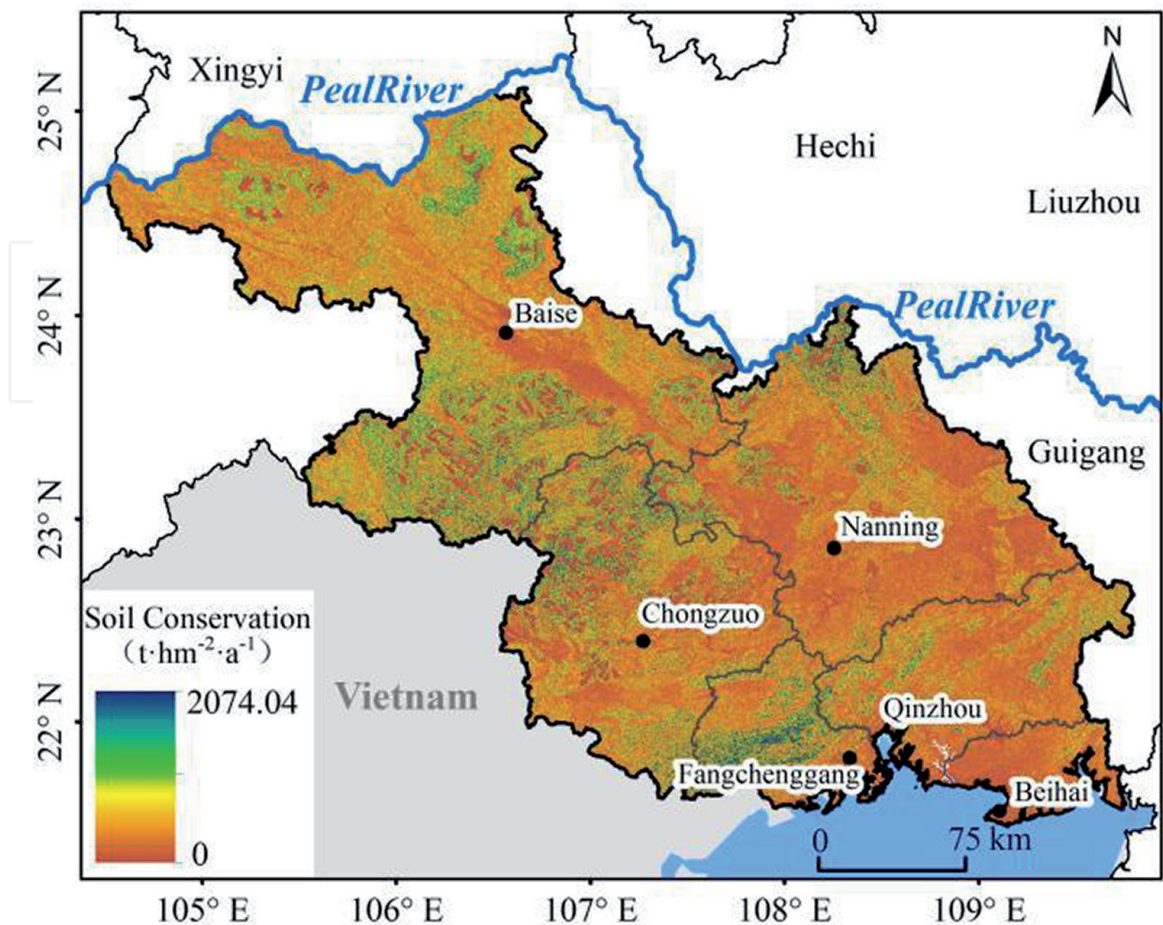 Xingyi
PealRiver
N
Hechi
Liuzhou
25° N
24° N
23° N
22° N
Baise
PealRiver
Guigang
Nanning
Chongzuo
Soil Conservation
(t·hm⁻²·a⁻¹)
2074.04
0
Vietnam
Qinzhou
Fangchenggang
Beihai
0 75 km
105° E 106° E 107° E 108° E 109° E